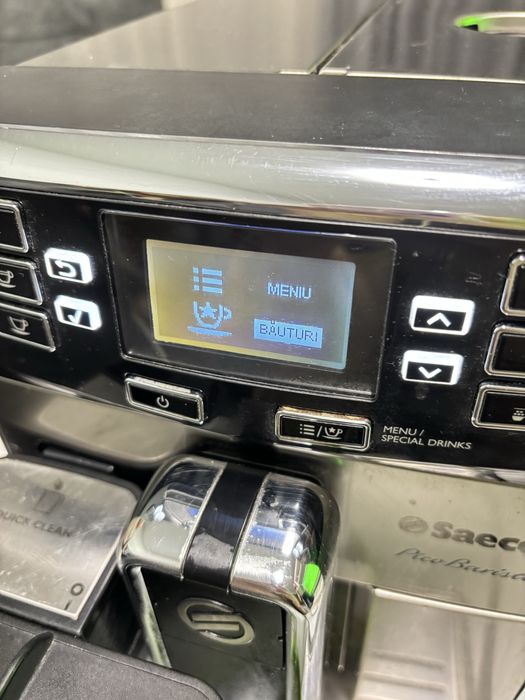 MENIU
BĂUTURI
MENU /
SPECIAL DRINKS
QUICK CLEAN
Saeco
PicoBaristo